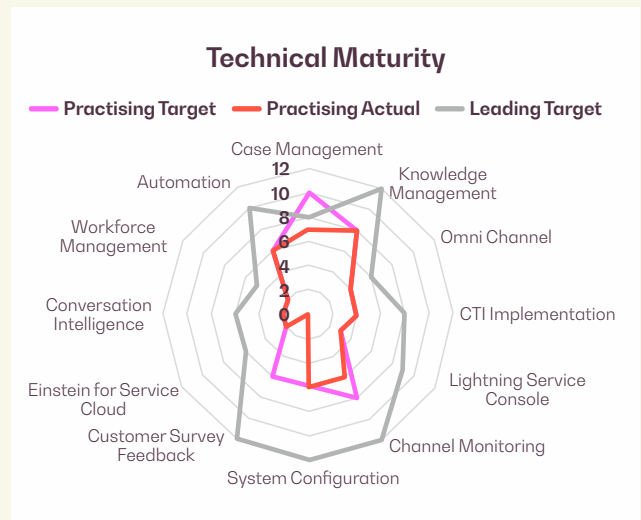 Technical Maturity
Practising Target
Practising Actual
Leading Target
Case Management
12
10
8
6
4
2
0
Knowledge
Management
Omni Channel
CTI Implementation
Lightning Service
Console
Channel Monitoring
System Configuration
Customer Survey
Feedback
Einstein for Service
Cloud
Conversation
Intelligence
Workforce
Management
Automation